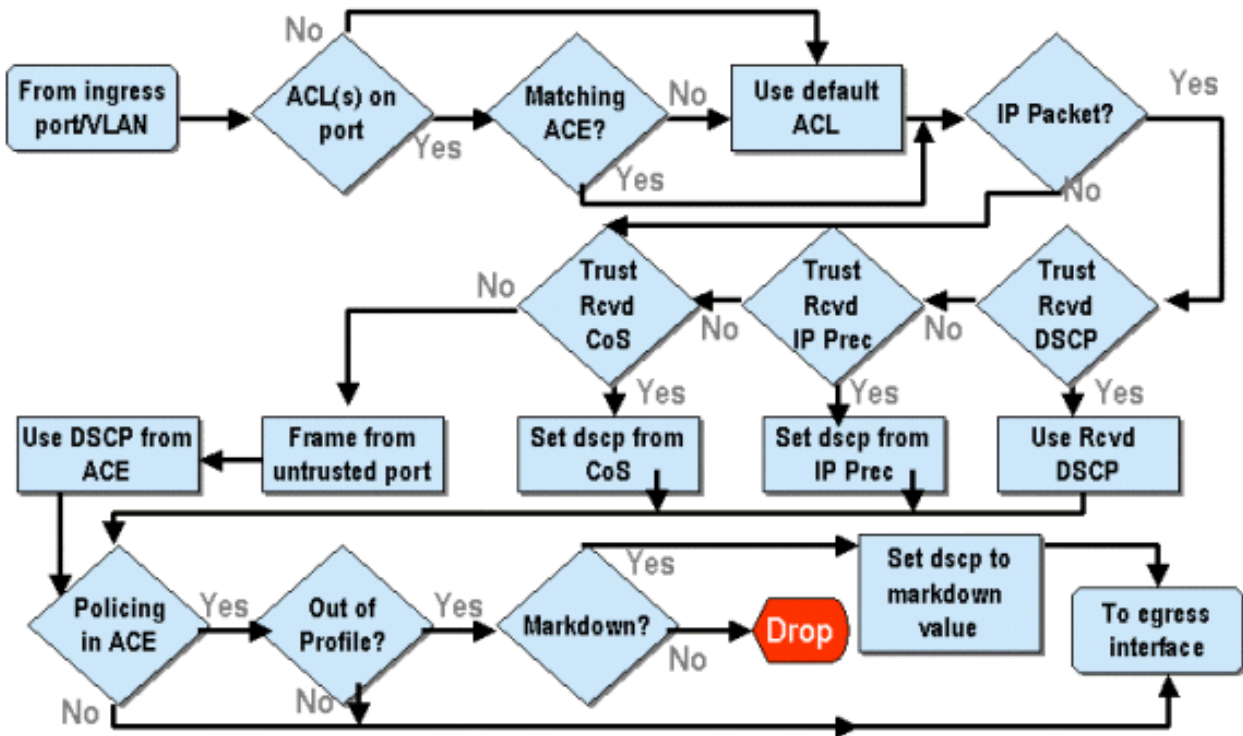 No
From ingress
port/VLAN
ACL(s) on
port
Yes
Matching
ACE?
No
Yes
Use default
ACL
IP Packet?
Yes
No
Trust
Rcvd
CoS
No
Yes
Trust
Rcvd
IP Prec
No
Yes
Trust
Rcvd
DSCP
No
Yes
Use DSCP from
ACE
Frame from
untrusted port
Set dscp from
CoS
Set dscp from
IP Prec
Use Rcvd
DSCP
Policing
in ACE
Yes
No
Out of
Profile?
Yes
No
Markdown?
Yes
No
Drop
Set dscp to
markdown
value
To egress
interface